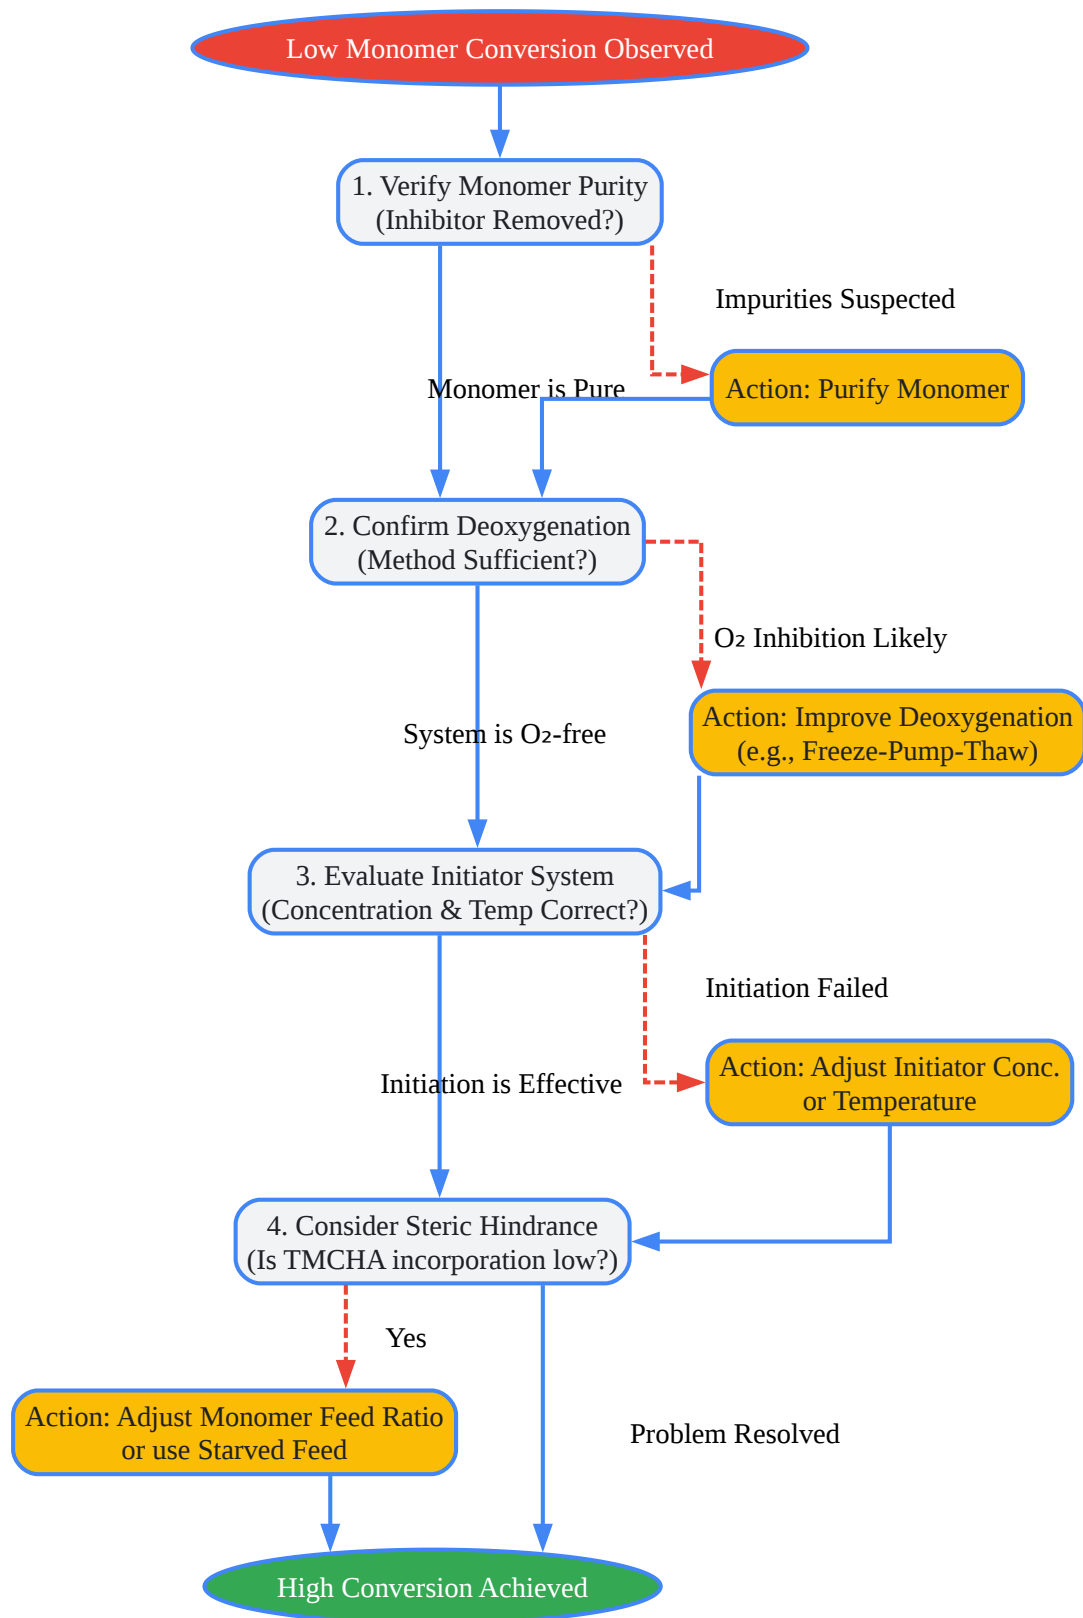 Low Monomer Conversion Observed
1. Verify Monomer Purity
(Inhibitor Removed?)
Impurities Suspected
Monomer is Pure
Action: Purify Monomer
2. Confirm Deoxygenation
(Method Sufficient?)
O₂ Inhibition Likely
Action: Improve Deoxygenation
(e.g., Freeze-Pump-Thaw)
System is O₂-free
3. Evaluate Initiator System
(Concentration & Temp Correct?)
Initiation Failed
Action: Adjust Initiator Conc.
or Temperature
Initiation is Effective
4. Consider Steric Hindrance
(Is TMCHA incorporation low?)
Yes
Action: Adjust Monomer Feed Ratio
or use Starved Feed
Problem Resolved
High Conversion Achieved